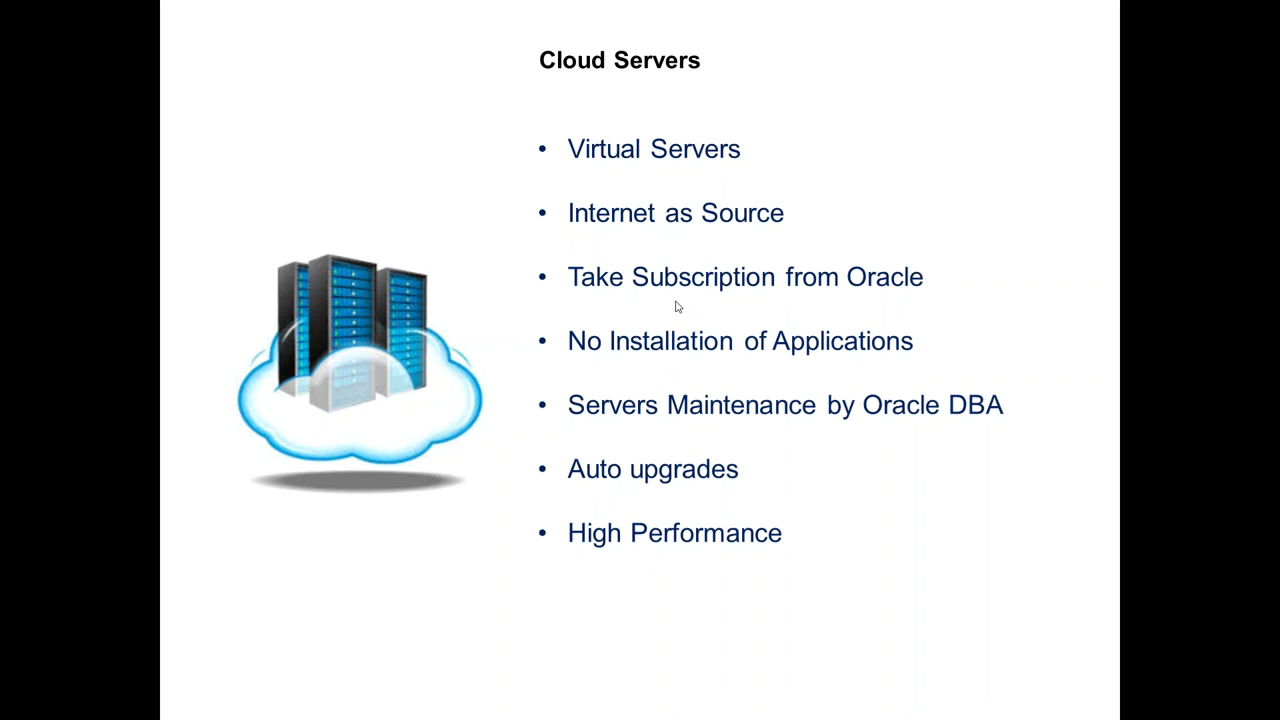 Cloud Servers
• Virtual Servers
• Internet as Source
• Take Subscription from Oracle
• No Installation of Applications
• Servers Maintenance by Oracle DBA
• Auto upgrades
• High Performance